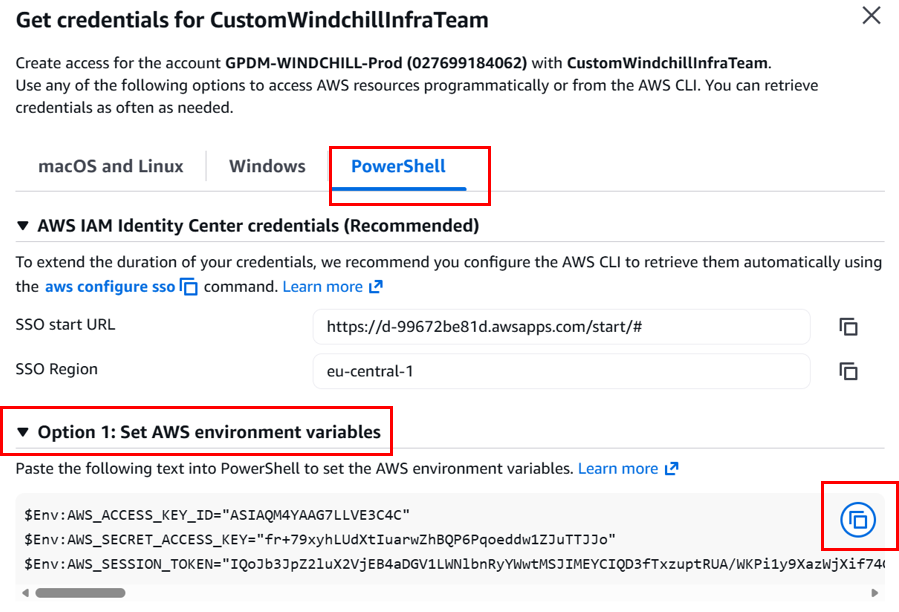 Get credentials for CustomWindchillInfraTeam
Create access for the account GPDM-WINDCHILL-Prod (027699184062) with CustomWindchillInfraTeam.
Use any of the following options to access AWS resources programmatically or from the AWS CLI. You can retrieve
credentials as often as needed.
macOS and Linux
Windows
PowerShell
AWS IAM Identity Center credentials (Recommended)
To extend the duration of your credentials, we recommend you configure the AWS CLI to retrieve them automatically using
the aws configure sso command. Learn more
SSO start URL
https://d-99672be81d.awsapps.com/start/#
SSO Region
eu-central-1
Option 1: Set AWS environment variables
Paste the following text into PowerShell to set the AWS environment variables. Learn more
$Env:AWS_ACCESS_KEY_ID="ASIAQM4YAAG7LLVE3C4C"
$Env:AWS_SECRET_ACCESS_KEY="fr+79xyhLUdXtIuarwZhBQP6Pqoeddw1ZJuTTJJo"
$Env:AWS_SESSION_TOKEN="IQoJb3JpZ2luX2VjEB4aDGV1LWNlbnRyYWwtMSJIMEYCIQD3fTxzuptRUA/WKPi1y9XazWjXif74